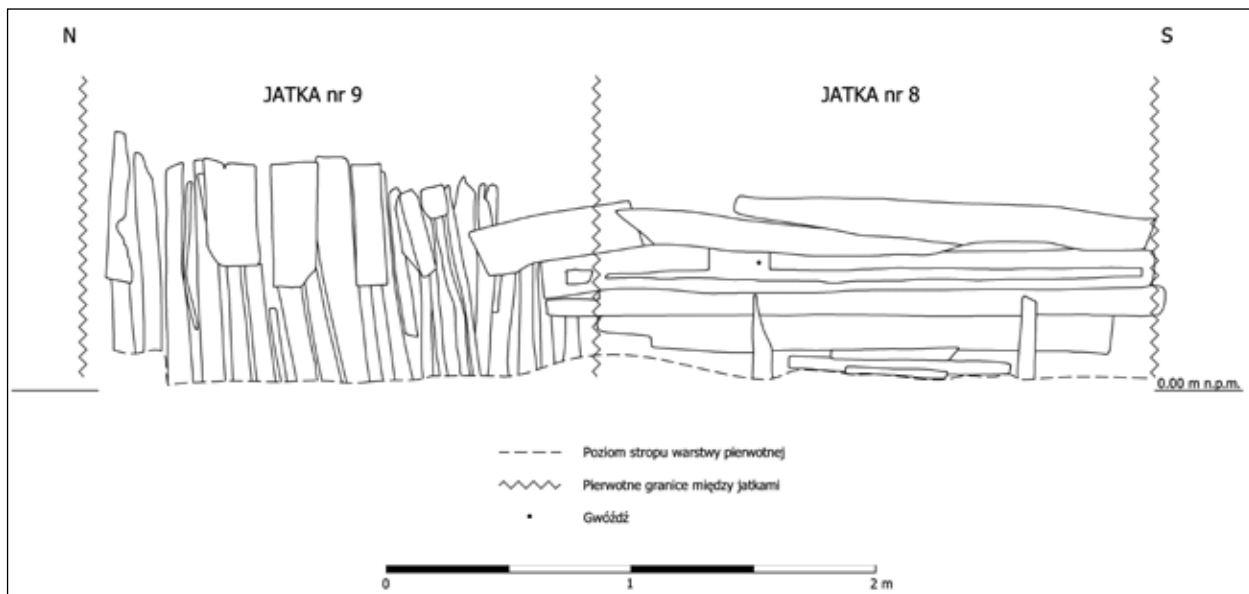 N S
JATKA nr 9 JATKA nr 8
0.00 m n.p.m.
Poziom stropu warstwy pierwotnej
Pierwotne granice między jatkami
Gwóźdź
0 1 2 m